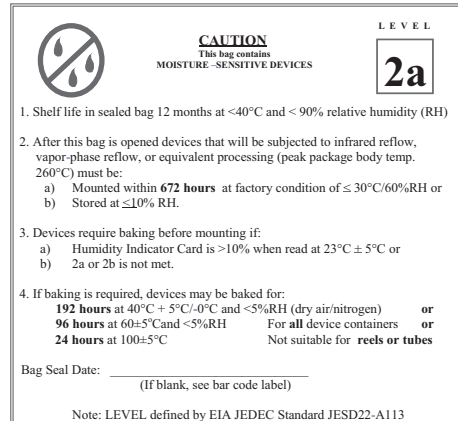 LEVEL
CAUTION
This bag contains
MOISTURE –SENSITIVE DEVICES
2a
1. Shelf life in sealed bag 12 months at <40°C and < 90% relative humidity (RH)
2. After this bag is opened devices that will be subjected to infrared reflow,
vapor-phase reflow, or equivalent processing (peak package body temp.
260°C) must be:
a) Mounted within 672 hours at factory condition of ≤ 30°C/60%RH or
b) Stored at ≤10% RH.
3. Devices require baking before mounting if:
a) Humidity Indicator Card is >10% when read at 23°C ± 5°C or
b) 2a or 2b is not met.
4. If baking is required, devices may be baked for:
192 hours at 40°C + 5°C/-0°C and <5%RH (dry air/nitrogen) or
96 hours at 60±5°Cand <5%RH For all device containers or
24 hours at 100±5°C Not suitable for reels or tubes
Bag Seal Date: ______________________________
(If blank, see bar code label)
Note: LEVEL defined by EIA JEDEC Standard JESD22-A113